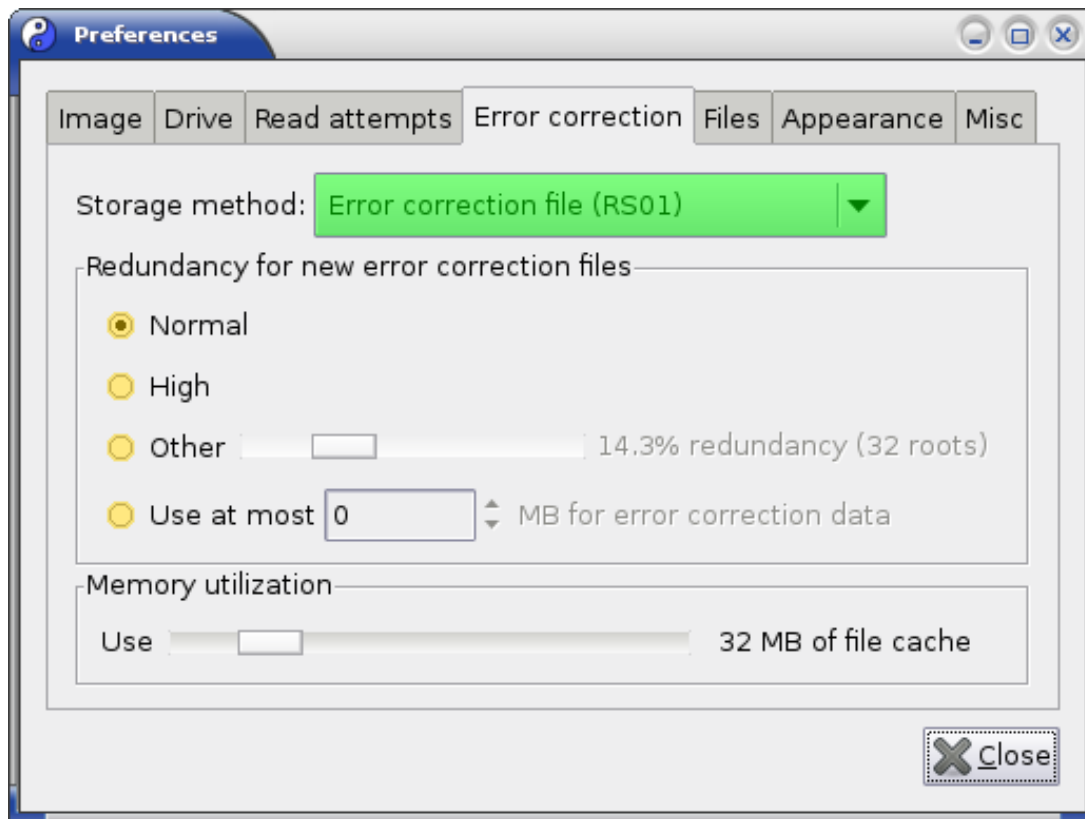 Preferences
Image Drive Read attempts Error correction Files Appearance Misc
Storage method: Error correction file (RS01)
Redundancy for new error correction files
Normal
High
Other 14.3% redundancy (32 roots)
Use at most 0 MB for error correction data
Memory utilization
Use 32 MB of file cache
Close